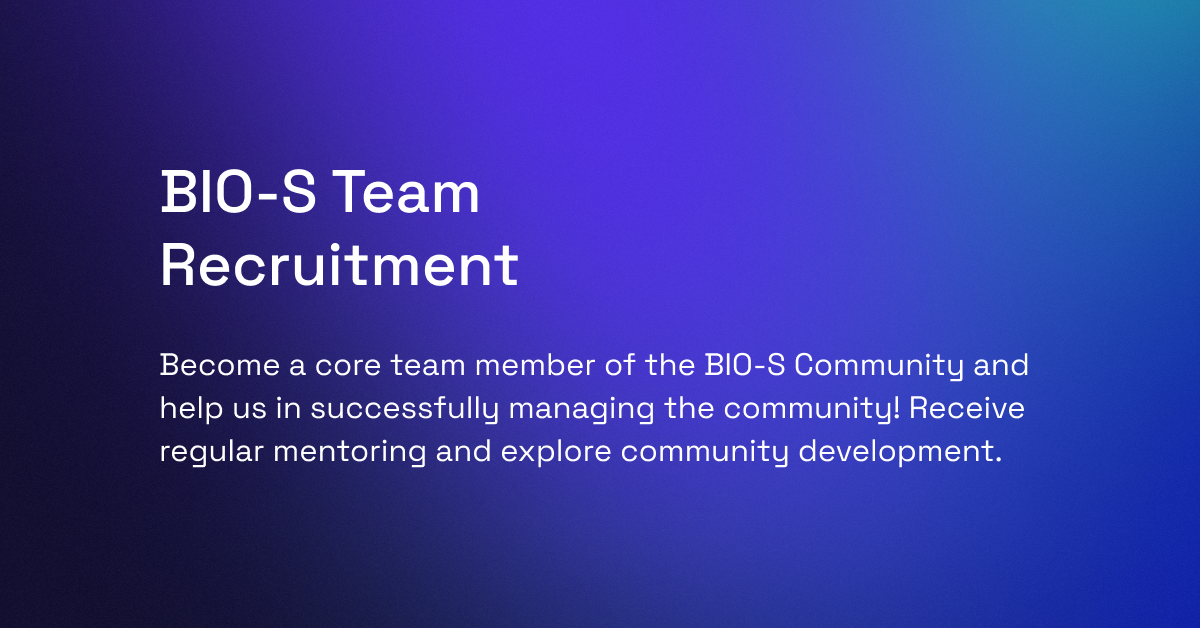 BIO-S Team
Recruitment
Become a core team member of the BIO-S Community and
help us in successfully managing the community! Receive
regular mentoring and explore community development.